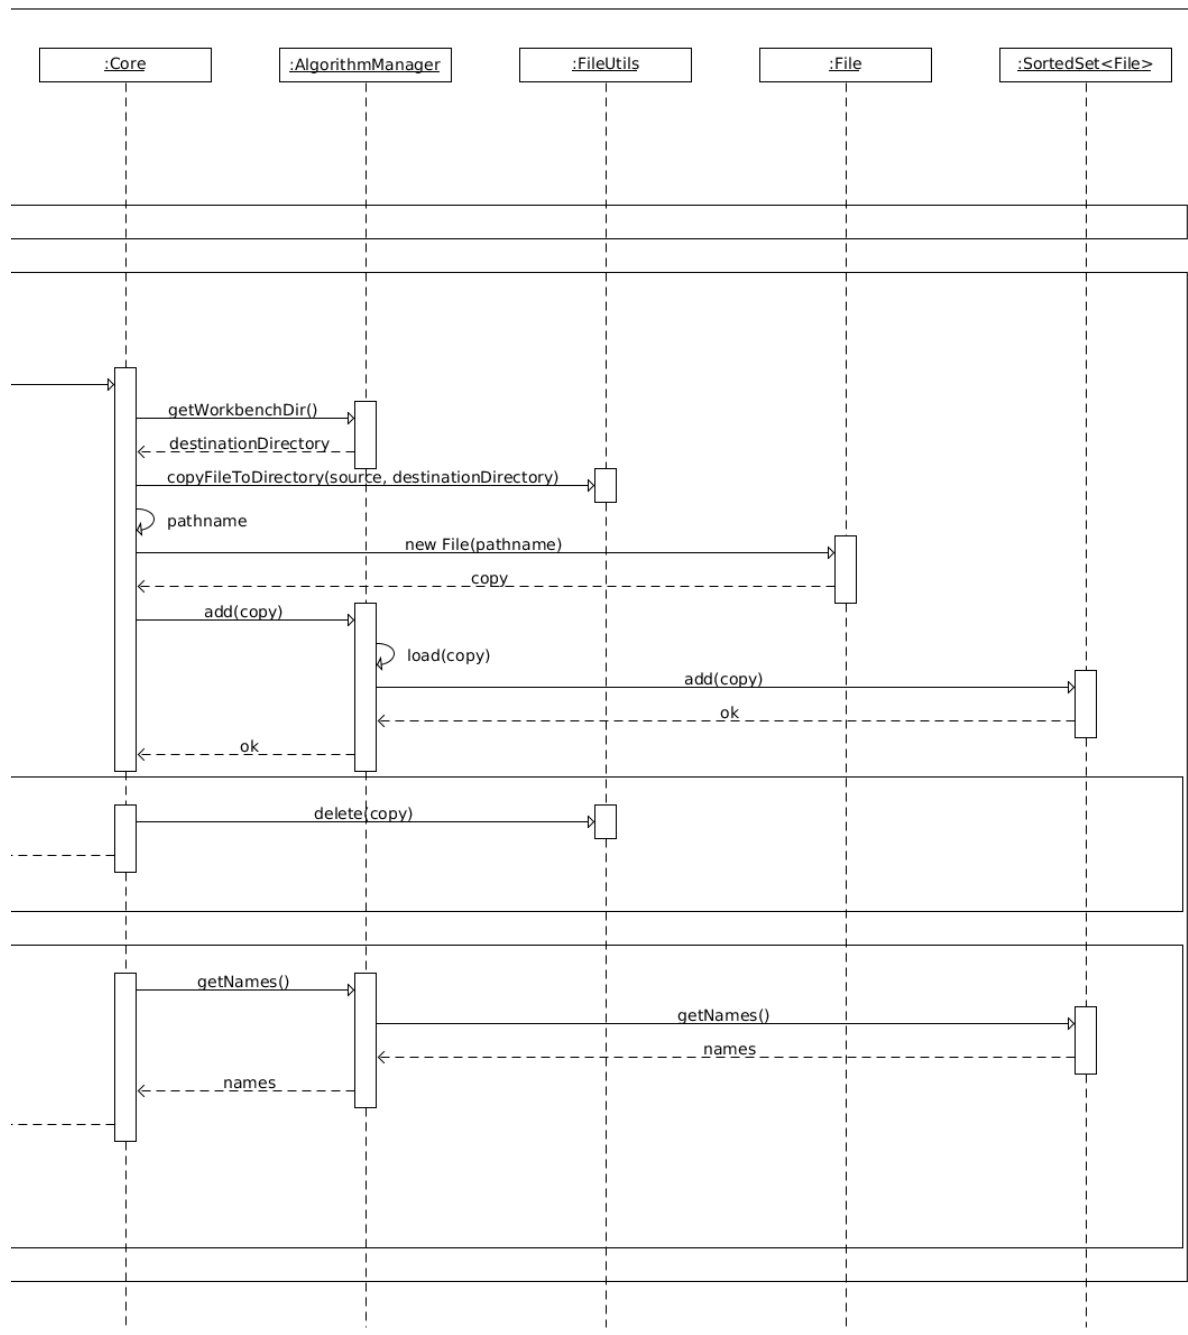 :Core
:AlgorithmManager
:FileUtils
:File
:SortedSet<File>
getWorkbenchDir()
destinationDirectory
copyFileToDirectory(source, destinationDirectory)
pathname
new File(pathname)
copy
add(copy)
load(copy)
add(copy)
ok
ok
delete(copy)
getNames()
getNames()
names
names